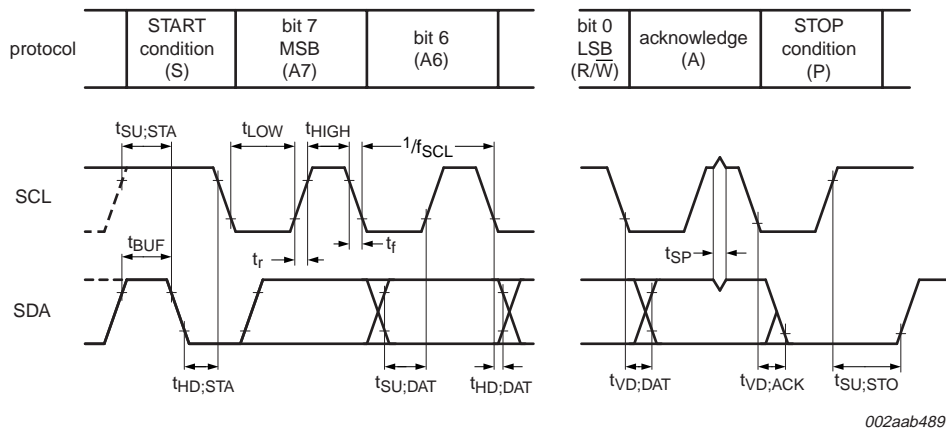 protocol
START
condition
(S)
bit 7
MSB
(A7)
bit 6
(A6)
bit 0
LSB
(R/W̅)
acknowledge
(A)
STOP
condition
(P)
tSU;STA
tLOW
tHIGH
1/fSCL
SCL
tBUF
tr
tf
tSP
SDA
tHD;STA
tSU;DAT
tHD;DAT
tVD;DAT
tVD;ACK
tSU;STO
002aab489